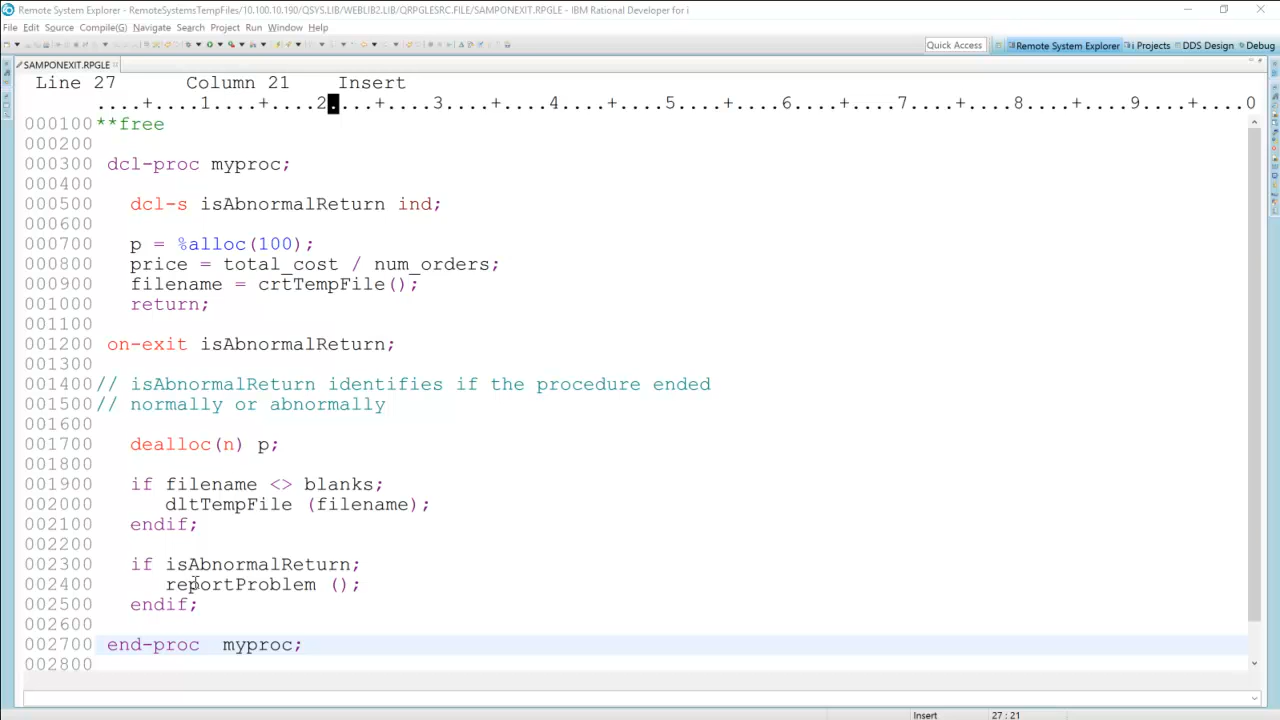 Remote System Explorer - RemoteSystemsTempFiles/10.100.10.190/QSYS.LIB/WEBLIB2.LIB/QRPGLESRC.FILE/SAMPONEXIT.RPGLE - IBM Rational Developer for i
File Edit Source Compile(G) Navigate Search Project Run Window Help
Quick Access Remote System Explorer i Projects DDS Design Debug
SAMPONEXIT.RPGLE
Line 27 Column 21 Insert
....+....1....+....2....+....3....+....4....+....5....+....6....+....7....+....8....+....9....+....0
000100 **free
000200
000300 dcl-proc myproc;
000400
000500 dcl-s isAbnormalReturn ind;
000600
000700 p = %alloc(100);
000800 price = total_cost / num_orders;
000900 filename = crtTempFile();
001000 return;
001100
001200 on-exit isAbnormalReturn;
001300
001400 // isAbnormalReturn identifies if the procedure ended
001500 // normally or abnormally
001600
001700 dealloc(n) p;
001800
001900 if filename <> blanks;
002000 dltTempFile (filename);
002100 endif;
002200
002300 if isAbnormalReturn;
002400 reportProblem ();
002500 endif;
002600
002700 end-proc  myproc;
002800
Insert 27 : 21